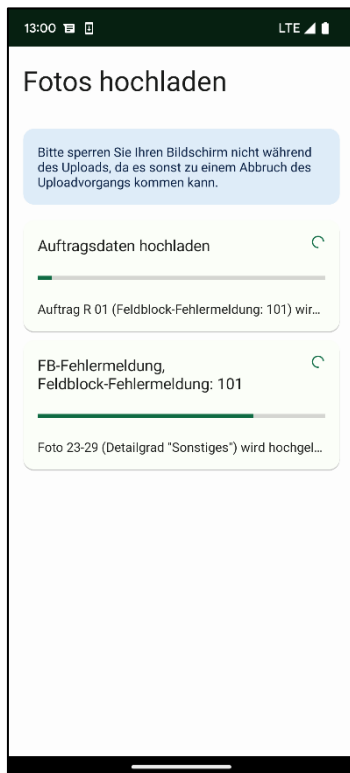 13:00 LTE
Fotos hochladen
Bitte sperren Sie Ihren Bildschirm nicht während
des Uploads, da es sonst zu einem Abbruch des
Uploadvorgangs kommen kann.
Auftragsdaten hochladen
Auftrag R 01 (Feldblock-Fehlermeldung: 101) wir...
FB-Fehlermeldung,
Feldblock-Fehlermeldung: 101
Foto 23-29 (Detailgrad "Sonstiges") wird hochgel...